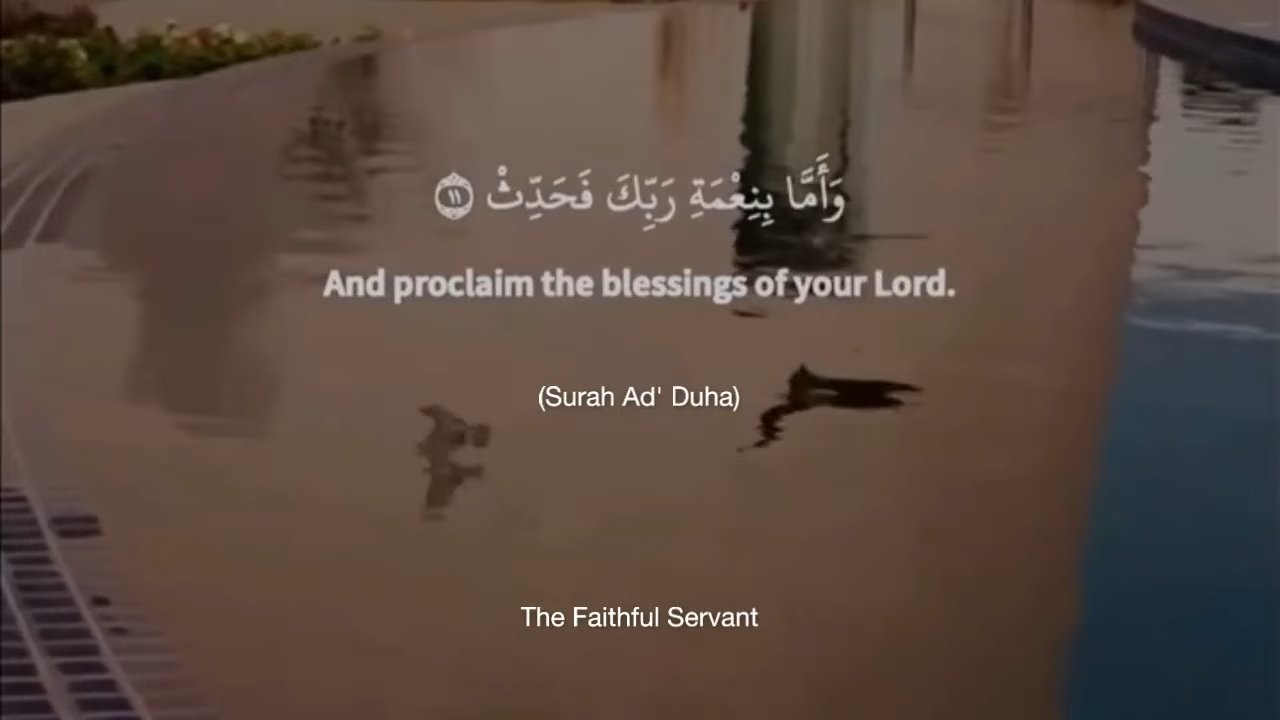 وَأَمَّا بِنِعْمَةِ رَبِّكَ فَحَدِّثْ ١١
And proclaim the blessings of your Lord.
(Surah Ad' Duha)
The Faithful Servant